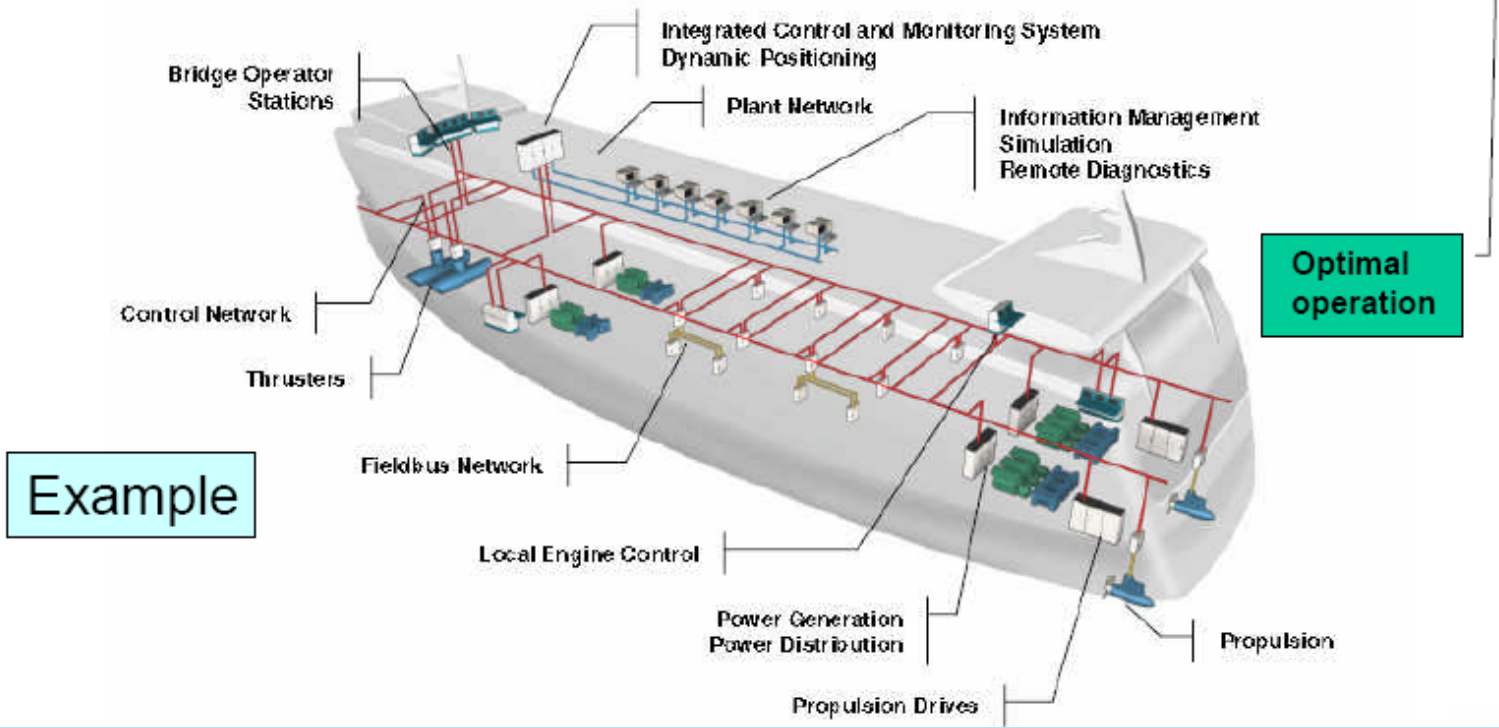 Integrated Control and Monitoring System
Dynamic Positioning
Bridge Operator
Stations
Plant Network
Information Management
Simulation
Remote Diagnostics
Optimal
operation
Control Network
Thrusters
Fieldbus Network
Example
Local Engine Control
Power Generation
Power Distribution
Propulsion
Propulsion Drives